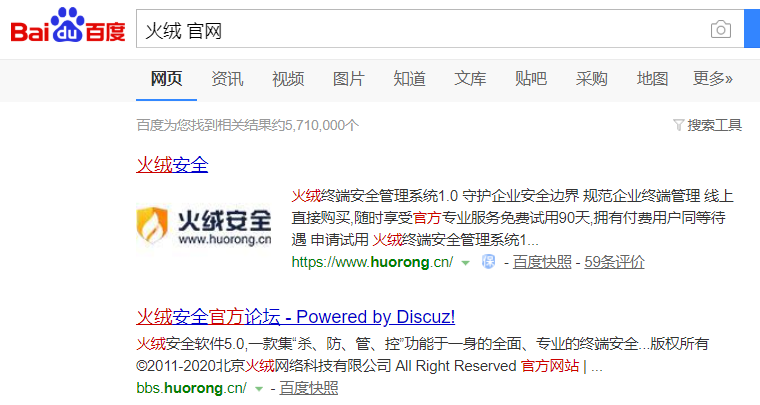 Bai du 百度
火绒 官网
网页 资讯 视频 图片 知道 文库 贴吧 采购 地图 更多»
百度为您找到相关结果约5,710,000个 搜索工具
火绒安全
火绒终端安全管理系统1.0 守护企业安全边界 规范企业终端管理 线上
直接购买,随时享受官方专业服务免费试用90天,拥有付费用户同等待
遇 申请试用 火绒终端安全管理系统1...
火绒安全
www.huorong.cn
https://www.huorong.cn/ 保 - 百度快照 - 59条评价
火绒安全官方论坛 - Powered by Discuz!
火绒安全软件5.0,一款集“杀、防、管、控”功能于一身的全面、专业的终端安全...版权所有
©2011-2020北京火绒网络科技有限公司 All Right Reserved 官方网站 | ...
bbs.huorong.cn/ - 百度快照